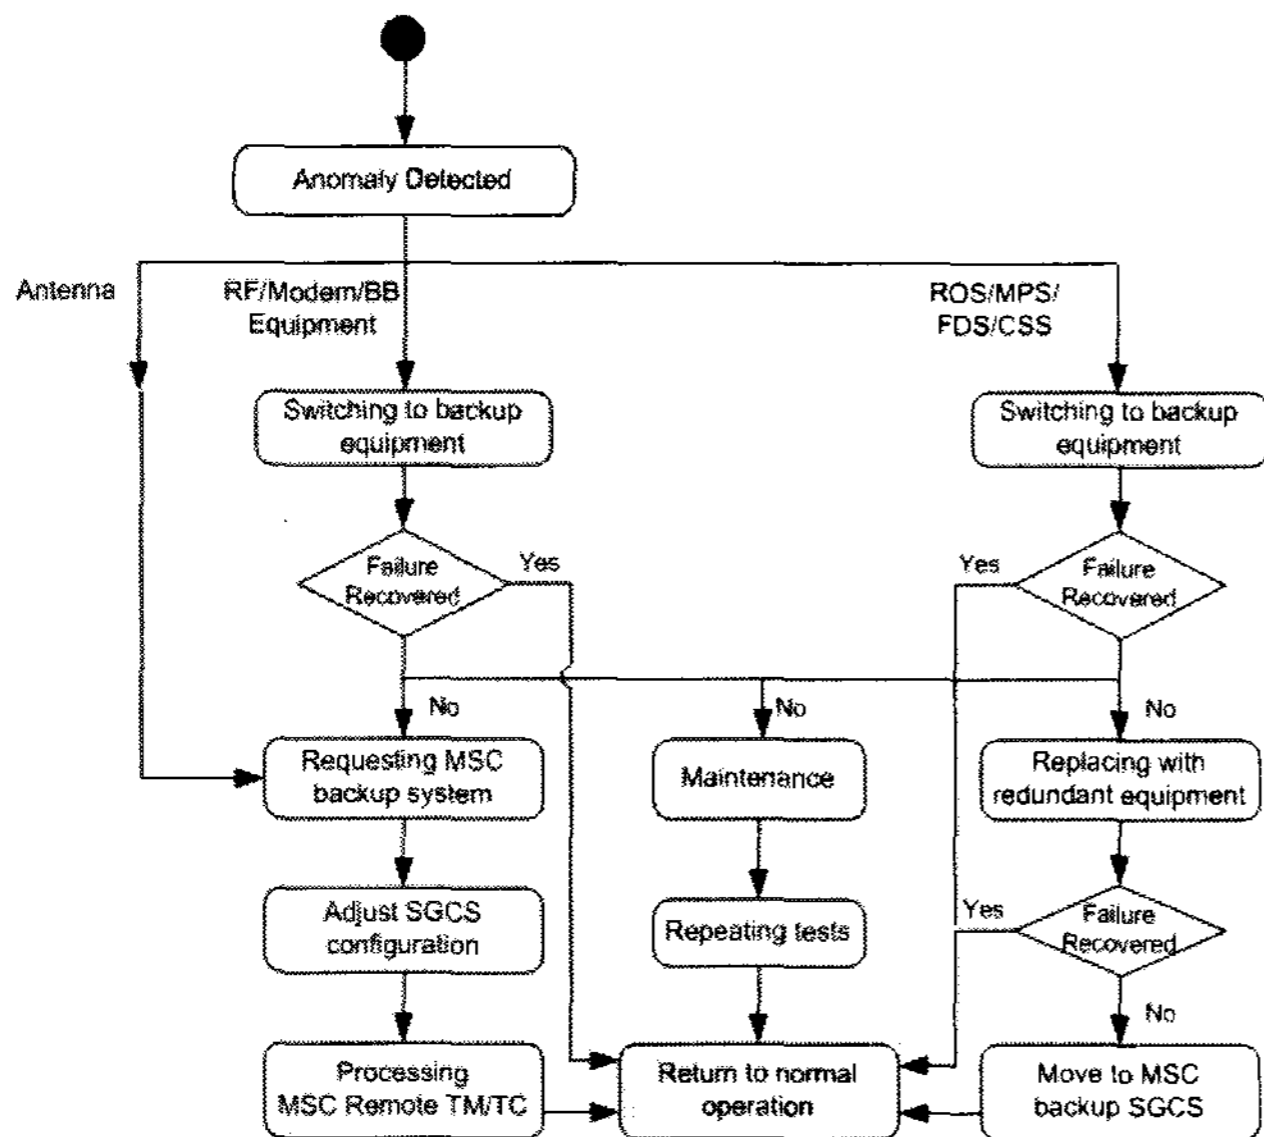 Anomaly Detected
Antenna
RF/Modem/BB
Equipment
ROS/MPS/
FDS/CSS
Switching to backup
equipment
Switching to backup
equipment
Failure
Recovered
Yes
Yes
Failure
Recovered
No
No
No
Requesting MSC
backup system
Maintenance
Replacing with
redundant equipment
Adjust SGCS
configuration
Repeating tests
Yes
Failure
Recovered
No
Processing
MSC Remote TM/TC
Return to normal
operation
Move to MSC
backup SGCS